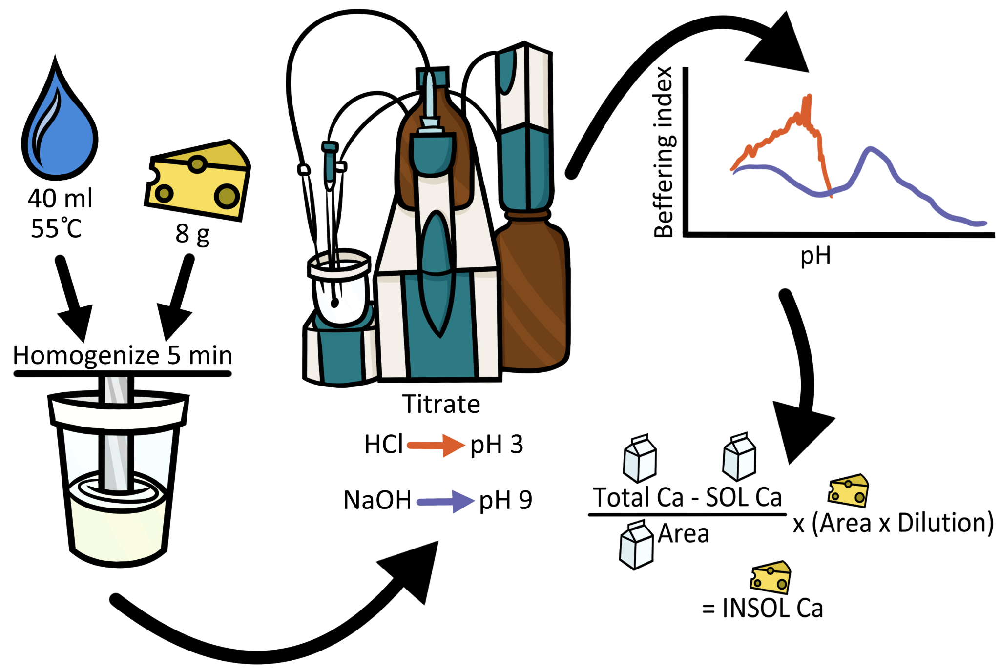 40 ml
55°C
8 g
Homogenize 5 min
Titrate
HCl pH 3
NaOH pH 9
Beffering index
pH
Total Ca - SOL Ca
Area
x (Area x Dilution)
= INSOL Ca